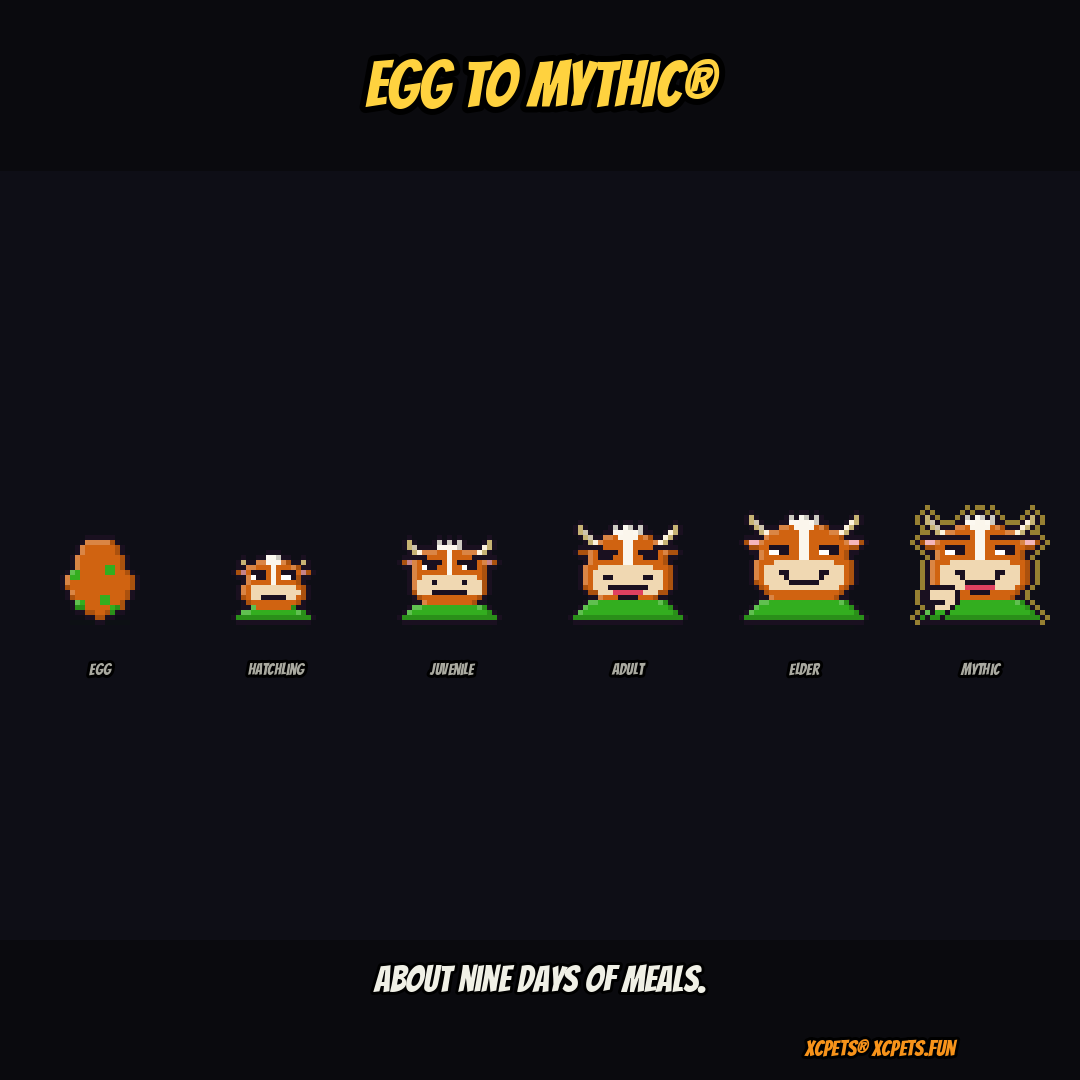 EGG TO MYTHIC®
EGG
HATCHLING
JUVENILE
ADULT
ELDER
MYTHIC
ABOUT NINE DAYS OF MEALS.
XCPETS® XCPETS.FUN